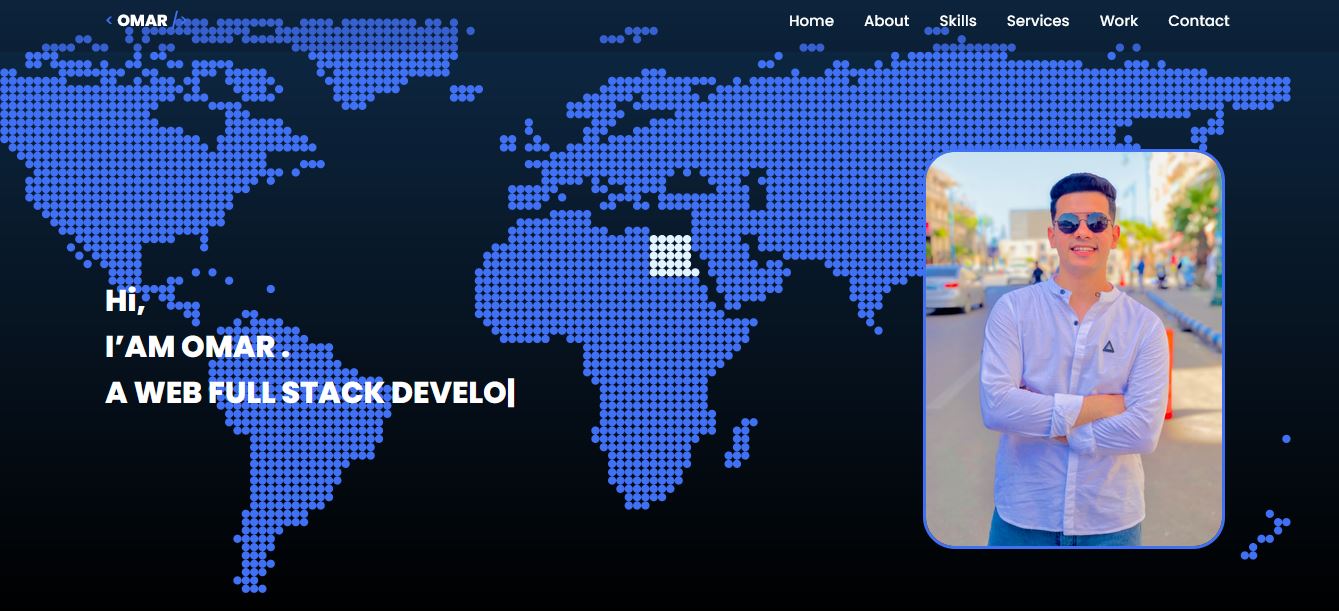 < OMAR />
Home About Skills Services Work Contact
Hi,
I’AM OMAR .
A WEB FULL STACK DEVELO|